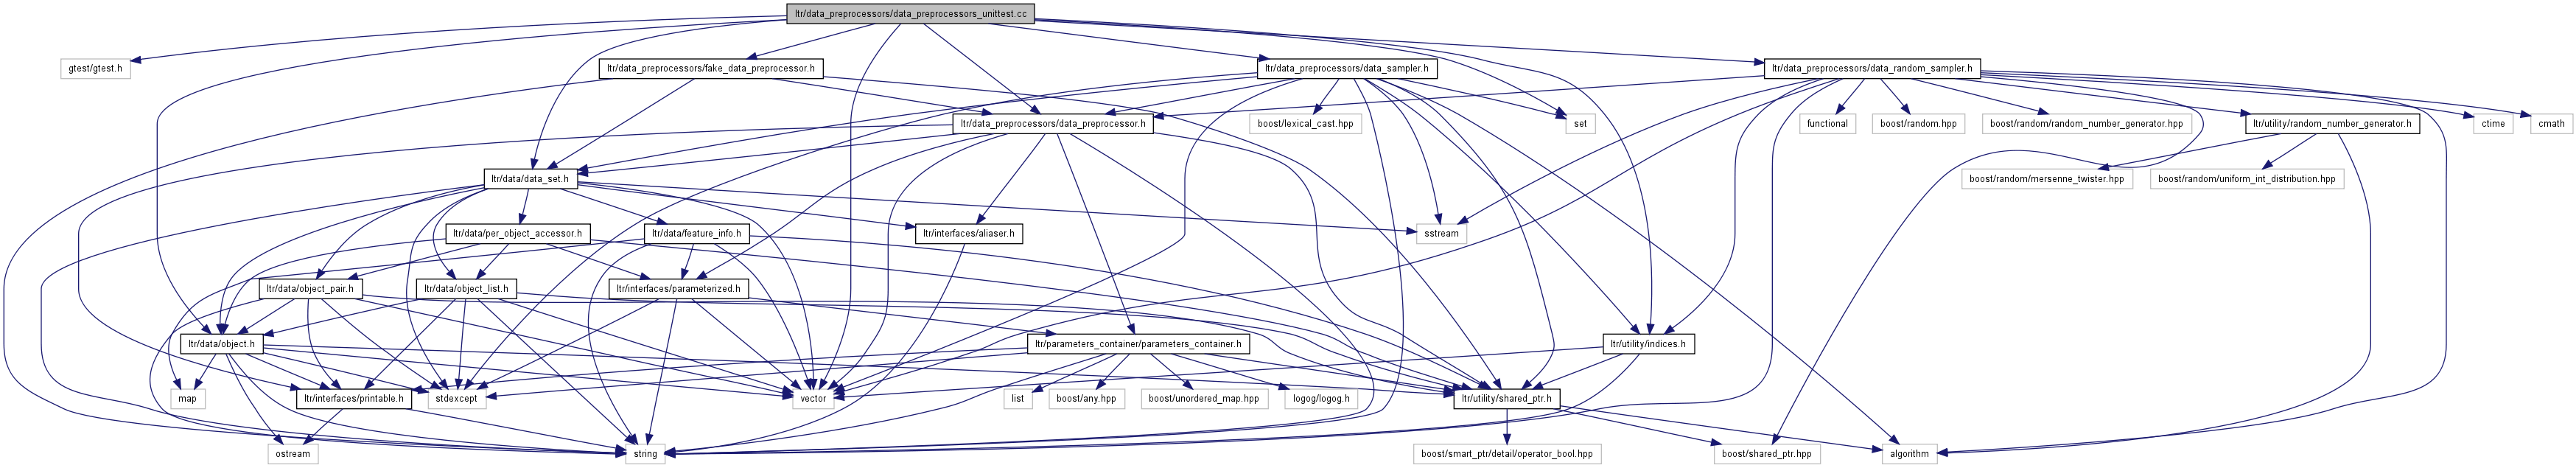 ltr/data_preprocessors/data_preprocessors_unittest.cc
gtest/gtest.h
ltr/data_preprocessors/fake_data_preprocessor.h
ltr/data_preprocessors/data_sampler.h
ltr/data_preprocessors/data_random_sampler.h
ltr/data_preprocessors/data_preprocessor.h
boost/lexical_cast.hpp
set
functional
boost/random.hpp
boost/random/random_number_generator.hpp
ltr/utility/random_number_generator.h
ctime
cmath
ltr/data/data_set.h
boost/random/mersenne_twister.hpp
boost/random/uniform_int_distribution.hpp
ltr/data/per_object_accessor.h
ltr/data/feature_info.h
ltr/interfaces/aliaser.h
sstream
ltr/data/object_pair.h
ltr/data/object_list.h
ltr/interfaces/parameterized.h
ltr/data/object.h
ltr/parameters_container/parameters_container.h
ltr/utility/indices.h
map
ltr/interfaces/printable.h
stdexcept
vector
list
boost/any.hpp
boost/unordered_map.hpp
logog/logog.h
ltr/utility/shared_ptr.h
ostream
string
boost/smart_ptr/detail/operator_bool.hpp
boost/shared_ptr.hpp
algorithm